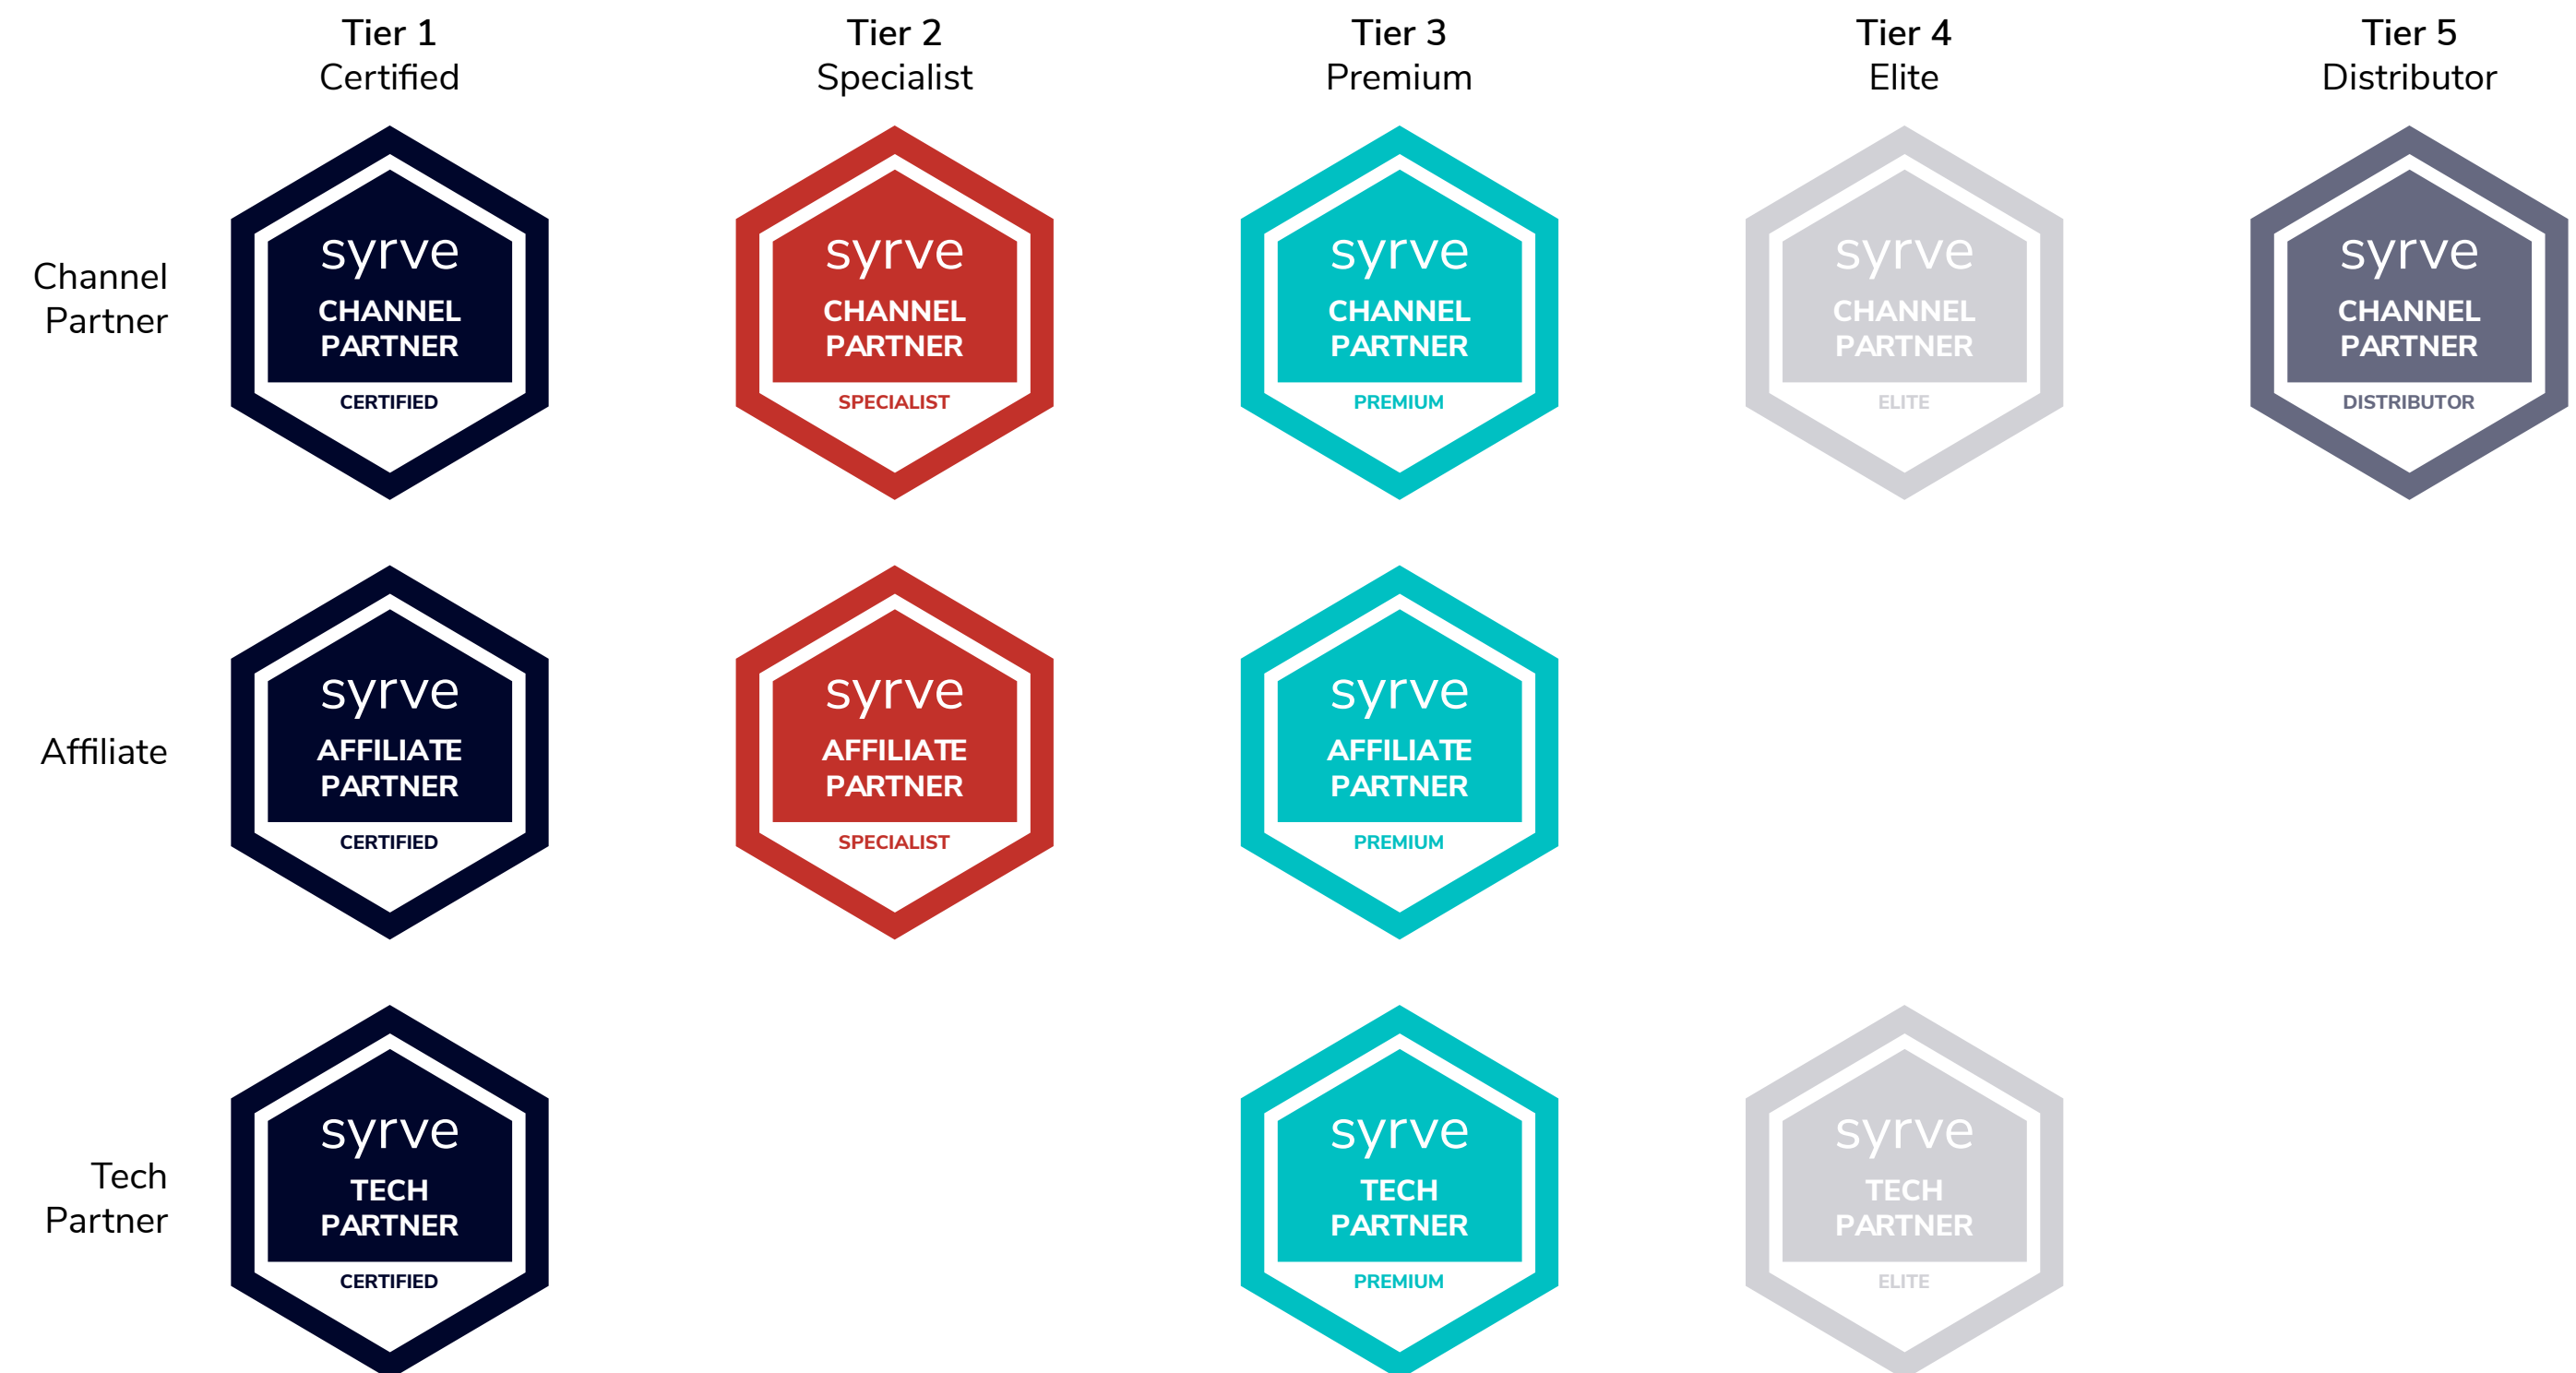 Tier 1
Certified
Tier 2
Specialist
Tier 3
Premium
Tier 4
Elite
Tier 5
Distributor
Channel
Partner
syrve
CHANNEL
PARTNER
CERTIFIED
syrve
CHANNEL
PARTNER
SPECIALIST
syrve
CHANNEL
PARTNER
PREMIUM
syrve
CHANNEL
PARTNER
ELITE
syrve
CHANNEL
PARTNER
DISTRIBUTOR
Affiliate
syrve
AFFILIATE
PARTNER
CERTIFIED
syrve
AFFILIATE
PARTNER
SPECIALIST
syrve
AFFILIATE
PARTNER
PREMIUM
Tech
Partner
syrve
TECH
PARTNER
CERTIFIED
syrve
TECH
PARTNER
PREMIUM
syrve
TECH
PARTNER
ELITE